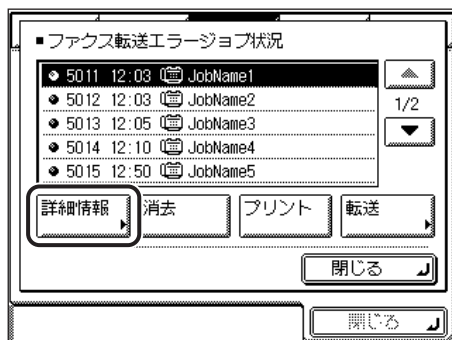 ■ファクス転送エラージョブ状況
5011 12:03 JobName1
5012 12:03 JobName2
1/2
5013 12:05 JobName3
5014 12:10 JobName4
5015 12:50 JobName5
詳細情報 消去 プリント 転送
閉じる
閉じる